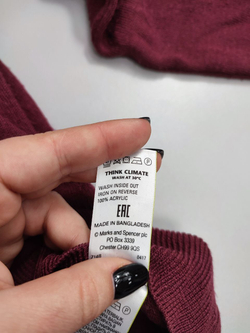 THINK CLIMATE
WASH AT 30°C
WASH INSIDE OUT
IRON ON REVERSE
100% ACRYLIC
EAC
MADE IN BANGLADESH
© Marks and Spencer plc
PO Box 3339
Chester CH99 9QS
0417